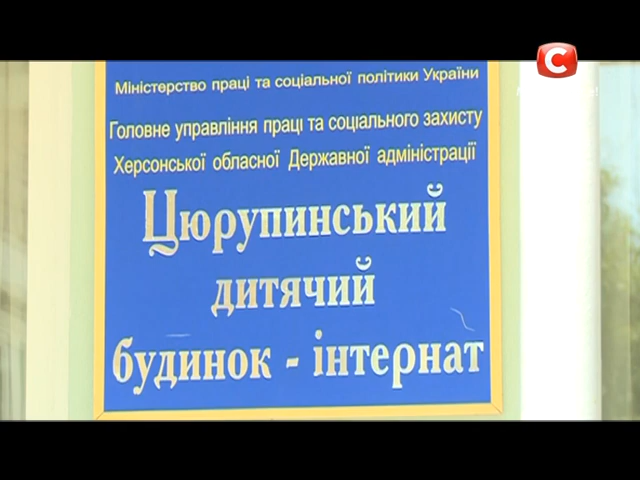 Міністерство праці та соціальної політики України
Головне управління праці та соціального захисту
Херсонської обласної Державної адміністрації
Цюрупинський
дитячий
будинок - інтернат